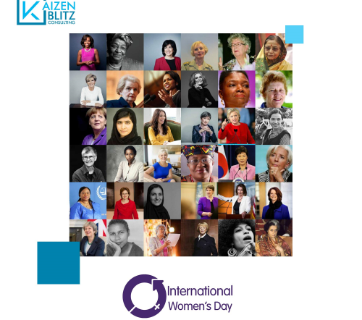 KAIZEN
BLITZ
CONSULTING
International
Women's Day